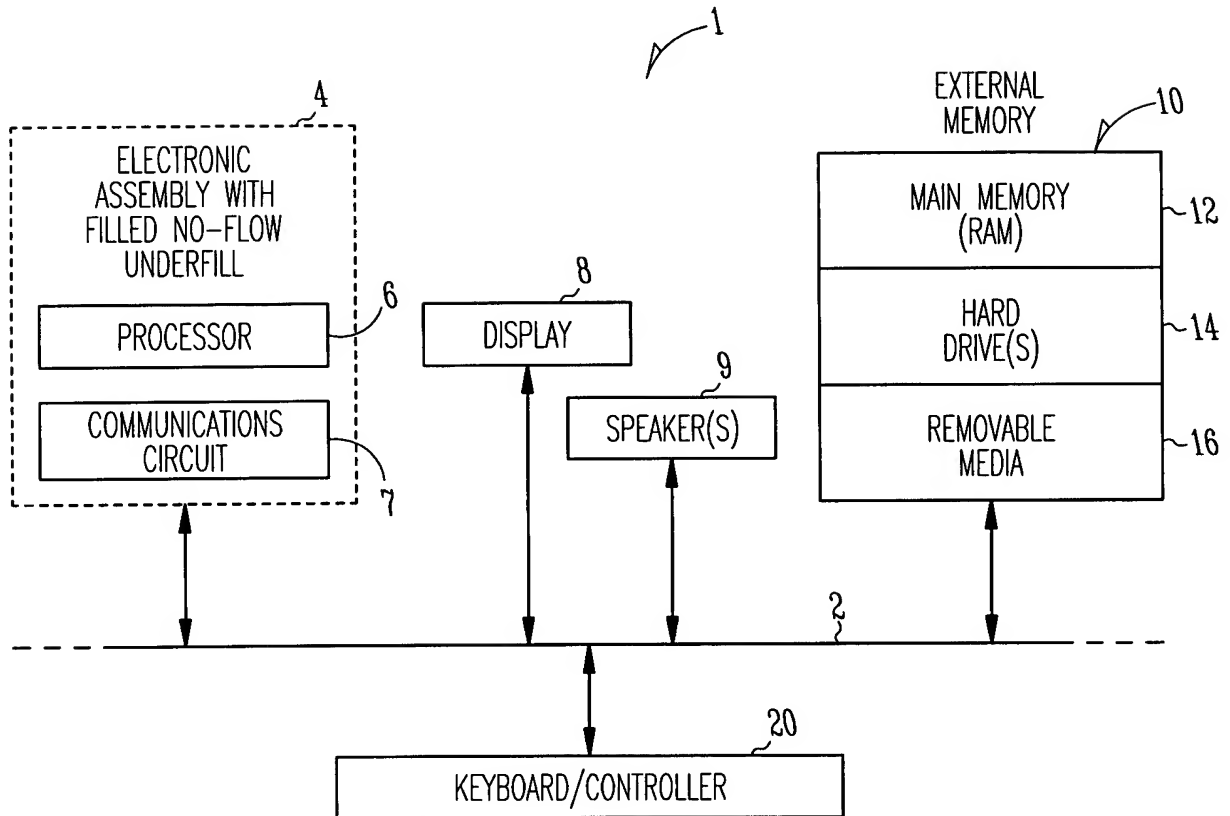 1
4
ELECTRONIC
ASSEMBLY WITH
FILLED NO-FLOW
UNDERFILL
6
PROCESSOR
COMMUNICATIONS
CIRCUIT
7
8
DISPLAY
9
SPEAKER(S)
EXTERNAL
MEMORY
10
MAIN MEMORY
(RAM)
12
HARD
DRIVE(S)
14
REMOVABLE
MEDIA
16
2
20
KEYBOARD/CONTROLLER